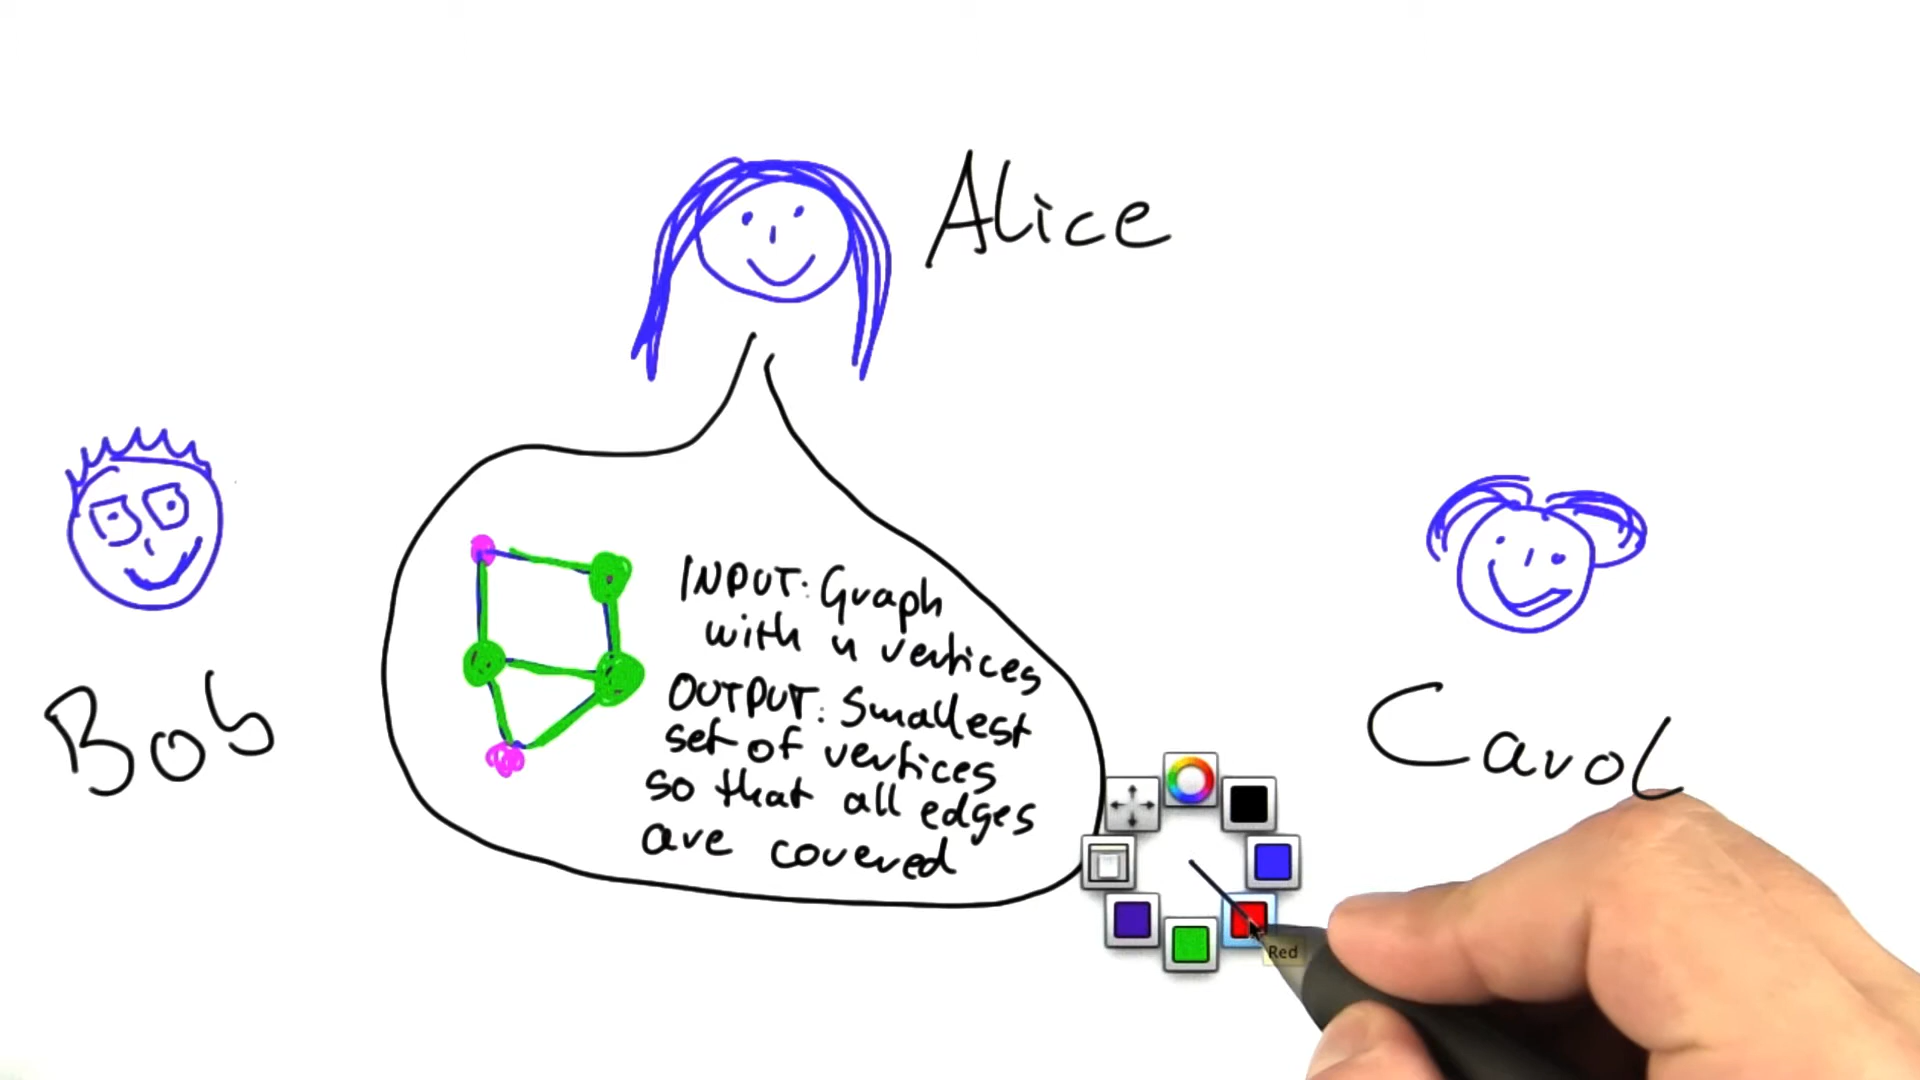 Alice
INPUT: Graph
with n vertices
OUTPUT: Smallest
set of vertices
so that all edges
are covered
Bob
Carol
Red